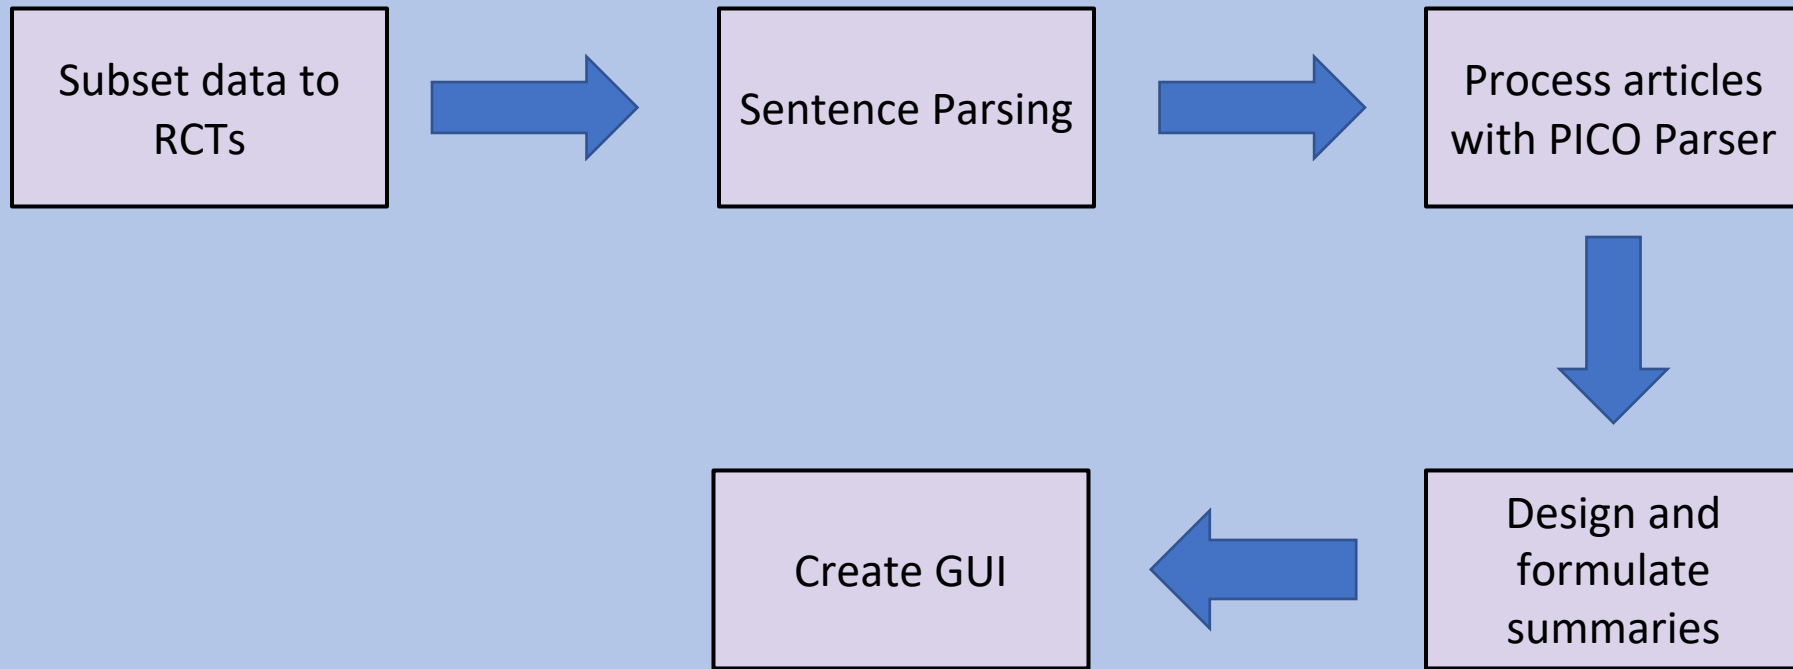 Subset data to
RCTs
Sentence Parsing
Process articles
with PICO Parser
Design and
formulate
summaries
Create GUI